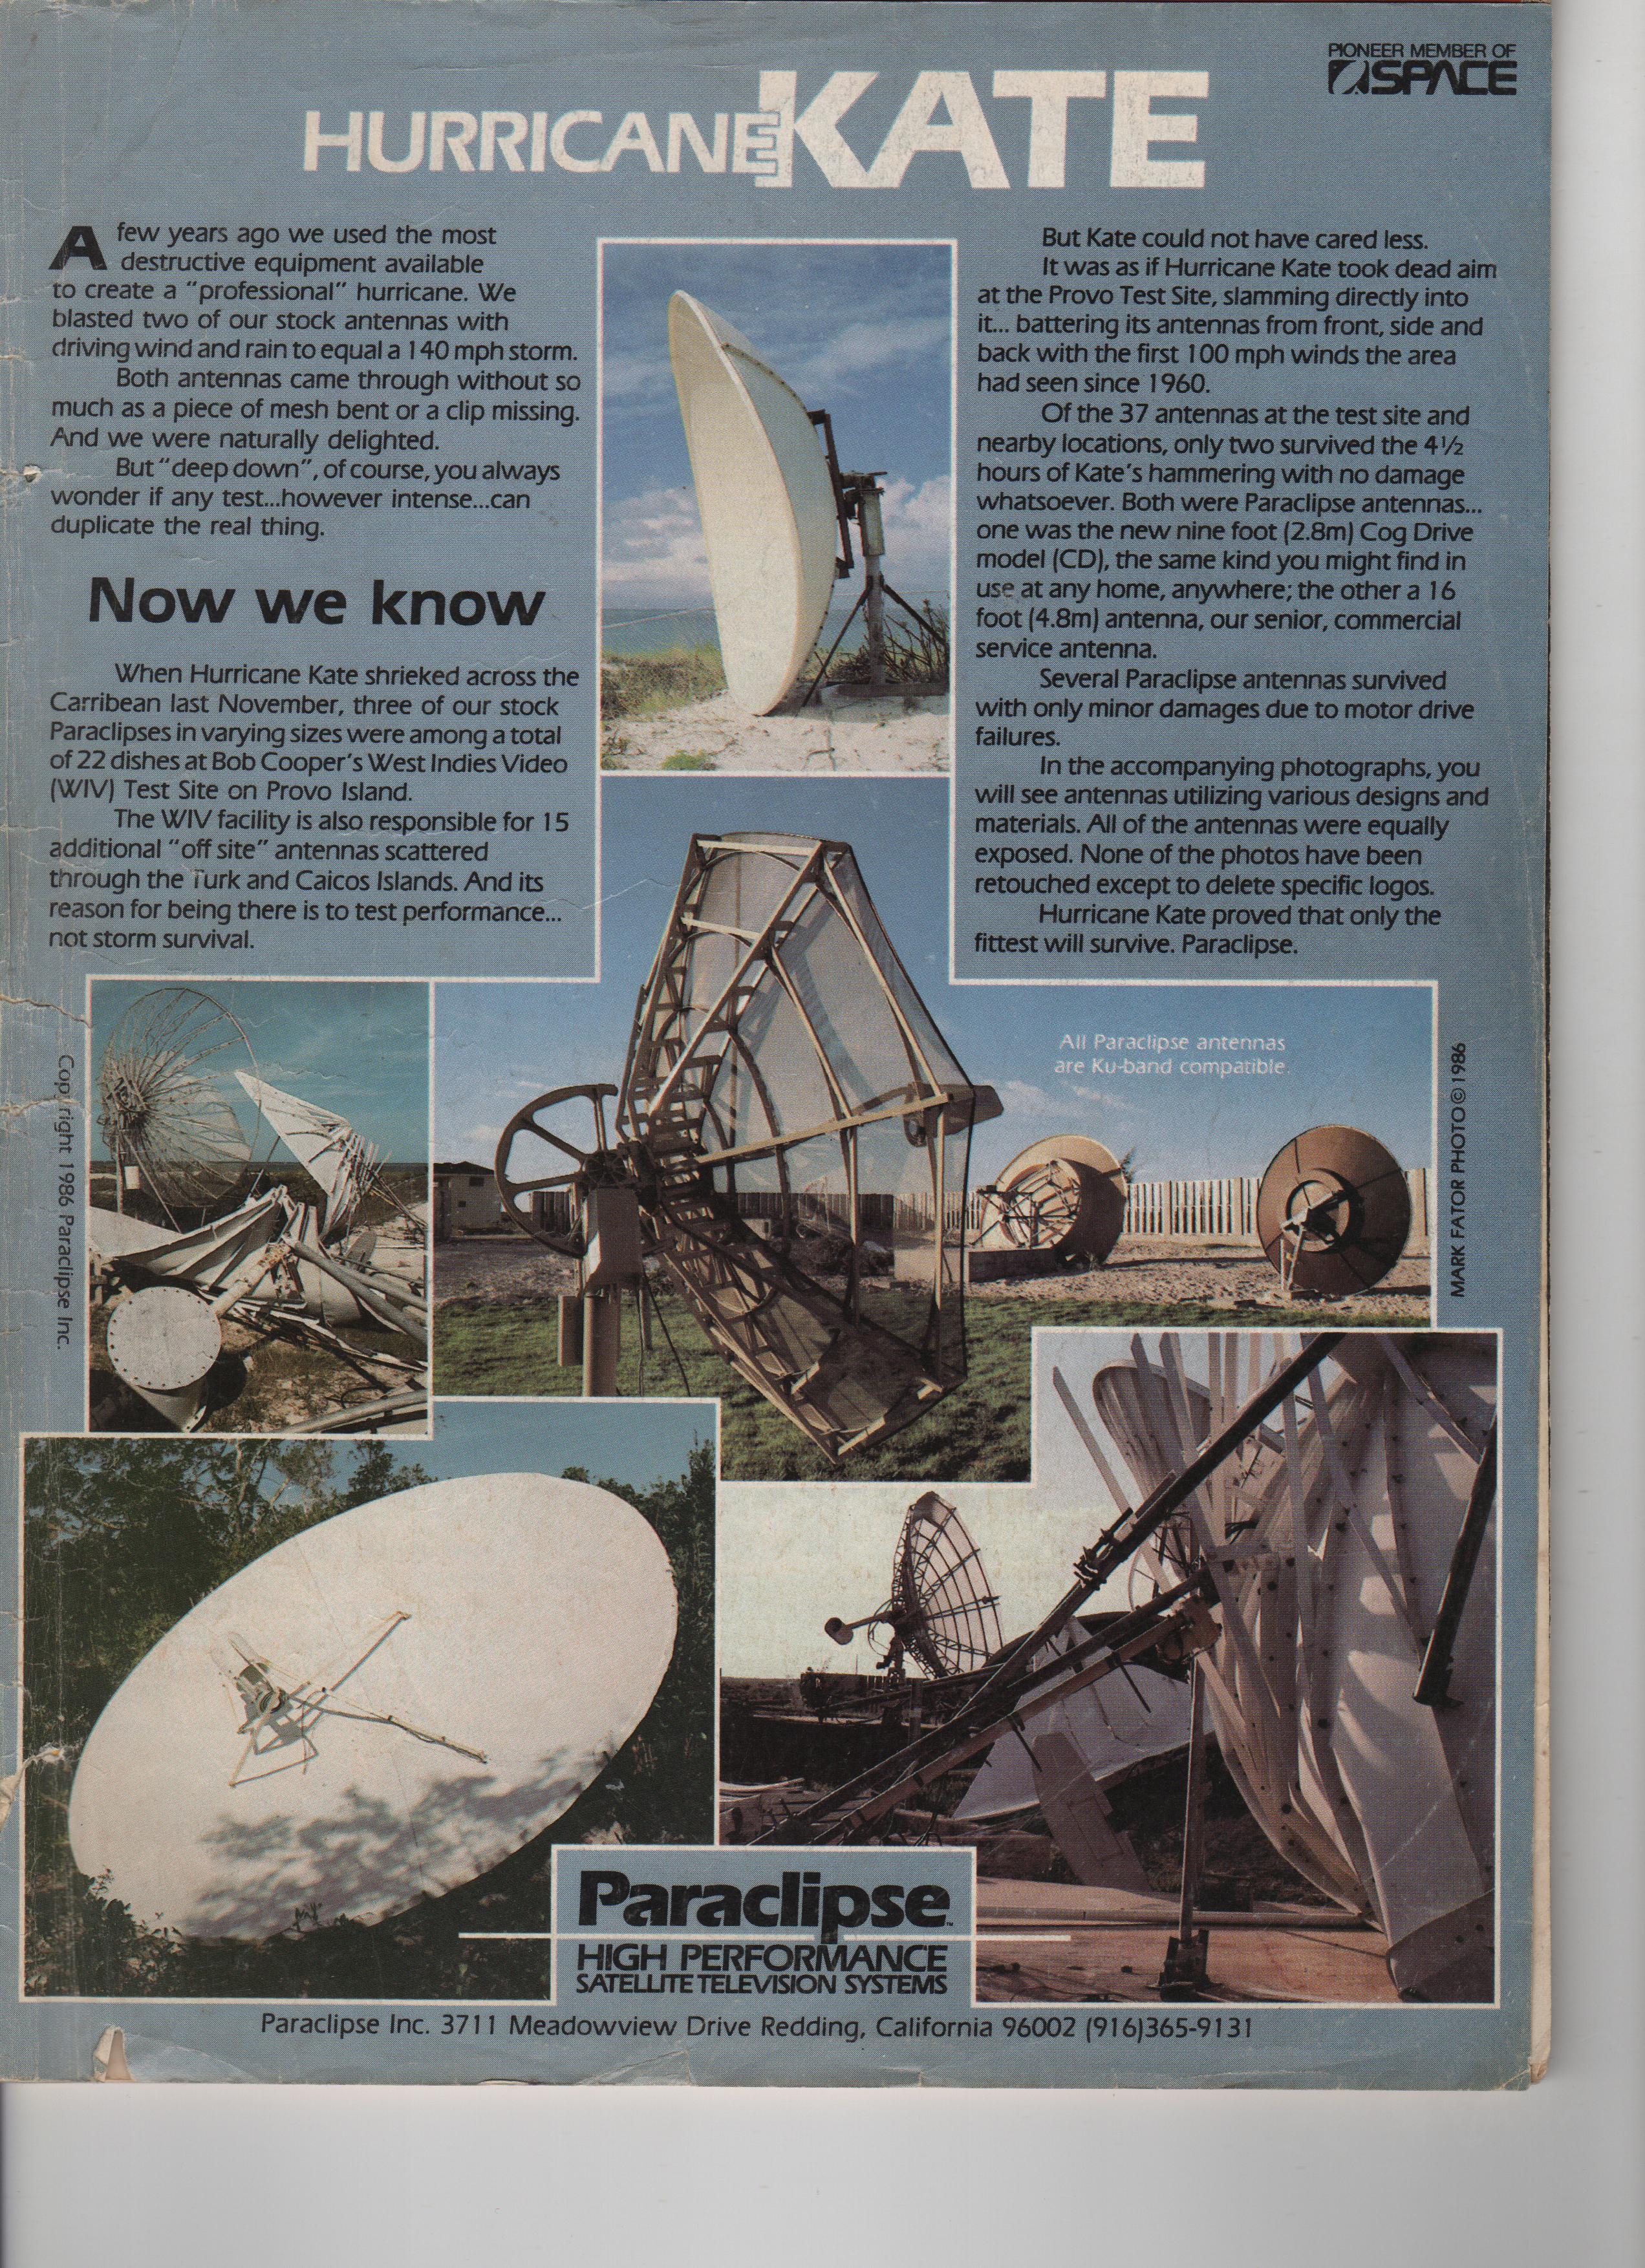 PIONEER MEMBER OF
SPACE
HURRICANE KATE
A few years ago we used the most
destructive equipment available
to create a "professional" hurricane. We
blasted two of our stock antennas with
driving wind and rain to equal a 140 mph storm.
Both antennas came through without so
much as a piece of mesh bent or a clip missing.
And we were naturally delighted.
But "deep down", of course, you always
wonder if any test...however intense...can
duplicate the real thing.
Now we know
When Hurricane Kate shrieked across the
Carribean last November, three of our stock
Paraclipses in varying sizes were among a total
of 22 dishes at Bob Cooper's West Indies Video
(WIV) Test Site on Provo Island.
The WIV facility is also responsible for 15
additional "off site" antennas scattered
through the Turk and Caicos Islands. And its
reason for being there is to test performance...
not storm survival.
But Kate could not have cared less.
It was as if Hurricane Kate took dead aim
at the Provo Test Site, slamming directly into
it... battering its antennas from front, side and
back with the first 100 mph winds the area
had seen since 1960.
Of the 37 antennas at the test site and
nearby locations, only two survived the 4½
hours of Kate's hammering with no damage
whatsoever. Both were Paraclipse antennas...
one was the new nine foot (2.8m) Cog Drive
model (CD), the same kind you might find in
use at any home, anywhere; the other a 16
foot (4.8m) antenna, our senior, commercial
service antenna.
Several Paraclipse antennas survived
with only minor damages due to motor drive
failures.
In the accompanying photographs, you
will see antennas utilizing various designs and
materials. All of the antennas were equally
exposed. None of the photos have been
retouched except to delete specific logos.
Hurricane Kate proved that only the
fittest will survive. Paraclipse.
All Paraclipse antennas
are Ku-band compatible.
Copyright 1986 Paraclipse Inc.
MARK FATOR PHOTO © 1986
Paraclipse™
HIGH PERFORMANCE
SATELLITE TELEVISION SYSTEMS
Paraclipse Inc. 3711 Meadowview Drive Redding, California 96002 (916)365-9131